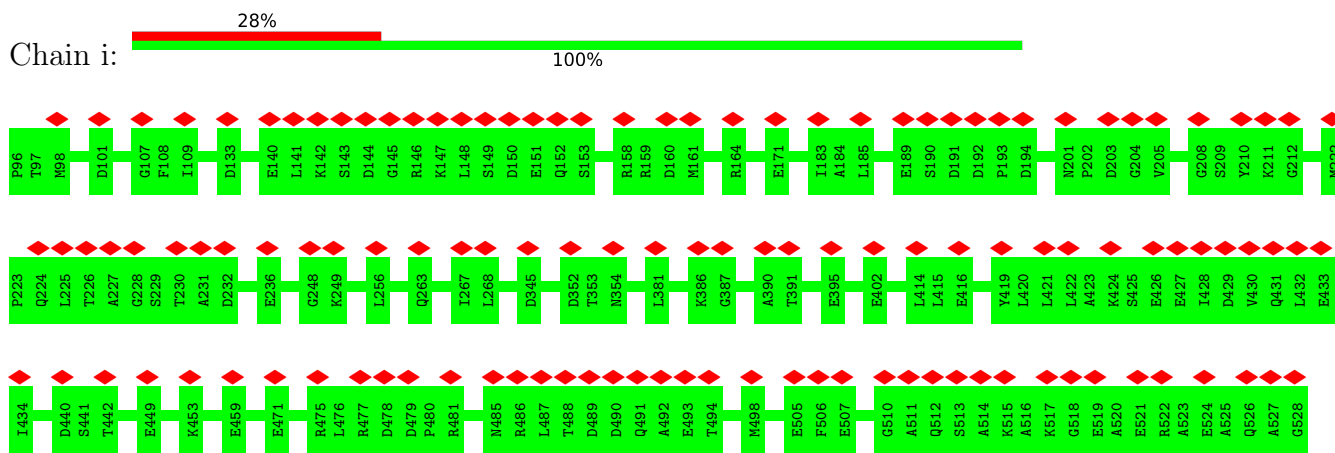 28%
Chain i:
100%
P96 T97 M98 D101 G107 F108 I109 D133 E140 L141 K142 S143 D144 G145 R146 K147 L148 S149 D150 E151 Q152 S153 R158 R159 D160 M161 R164 E171 I183 A184 L185 E189 S190 D191 D192 P193 D194 N201 P202 D203 G204 V205 G208 S209 Y210 K211 G212 M222
P223 Q224 L225 T226 A227 G228 S229 T230 A231 D232 E236 G248 K249 L256 Q263 I267 L268 D345 D352 T353 N354 L381 K386 G387 A390 T391 E395 E402 L414 L415 E416 Y419 L420 L421 L422 A423 K424 S425 E426 E427 I428 D429 V430 Q431 L432 E433
I434 D440 S441 T442 E449 K453 E459 E471 R475 L476 R477 D478 D479 P480 R481 N485 R486 L487 T488 D489 D490 Q491 A492 E493 T494 M498 E505 F506 E507 G510 A511 Q512 S513 A514 K515 A516 K517 G518 E519 A520 E521 R522 A523 E524 A525 Q526 A527 G528